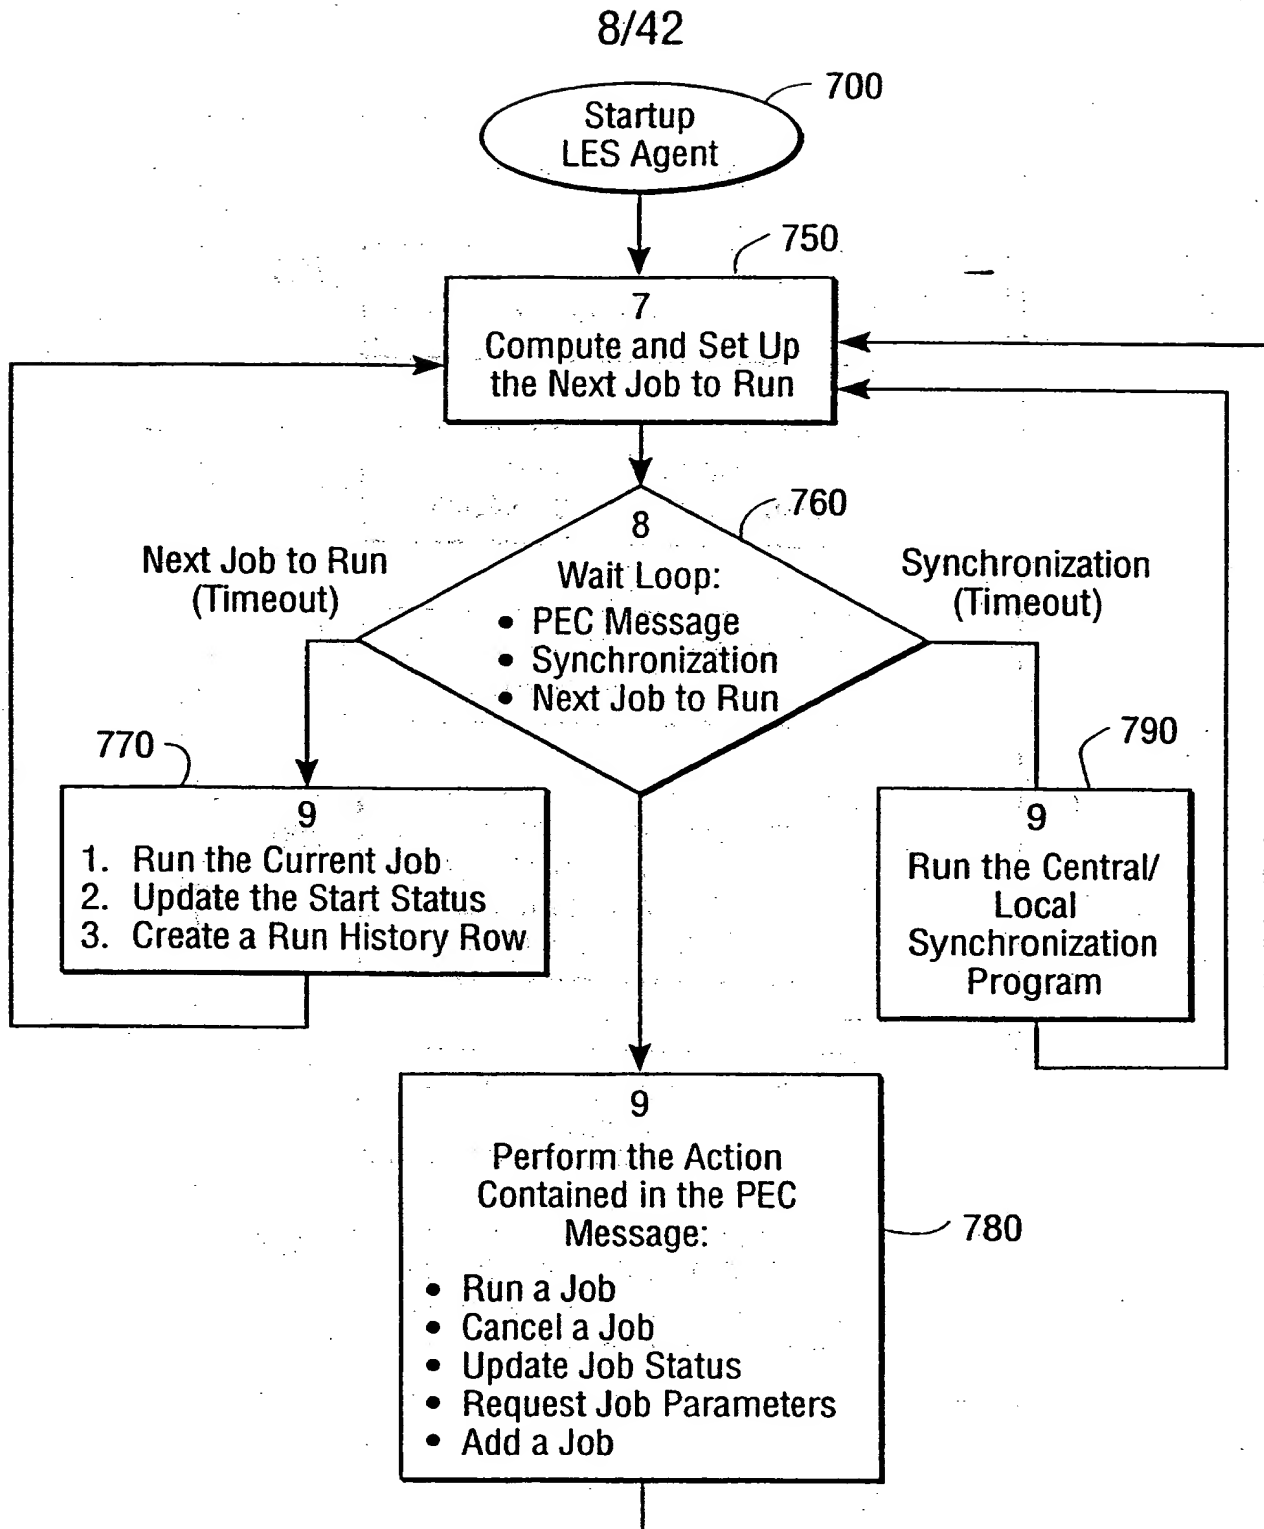 8/42
700
Startup
LES Agent
750
7
Compute and Set Up
the Next Job to Run
760
8
Wait Loop:
• PEC Message
• Synchronization
• Next Job to Run
Next Job to Run
(Timeout)
Synchronization
(Timeout)
770
9
1. Run the Current Job
2. Update the Start Status
3. Create a Run History Row
790
9
Run the Central/
Local
Synchronization
Program
9
Perform the Action
Contained in the PEC
Message:
780
• Run a Job
• Cancel a Job
• Update Job Status
• Request Job Parameters
• Add a Job